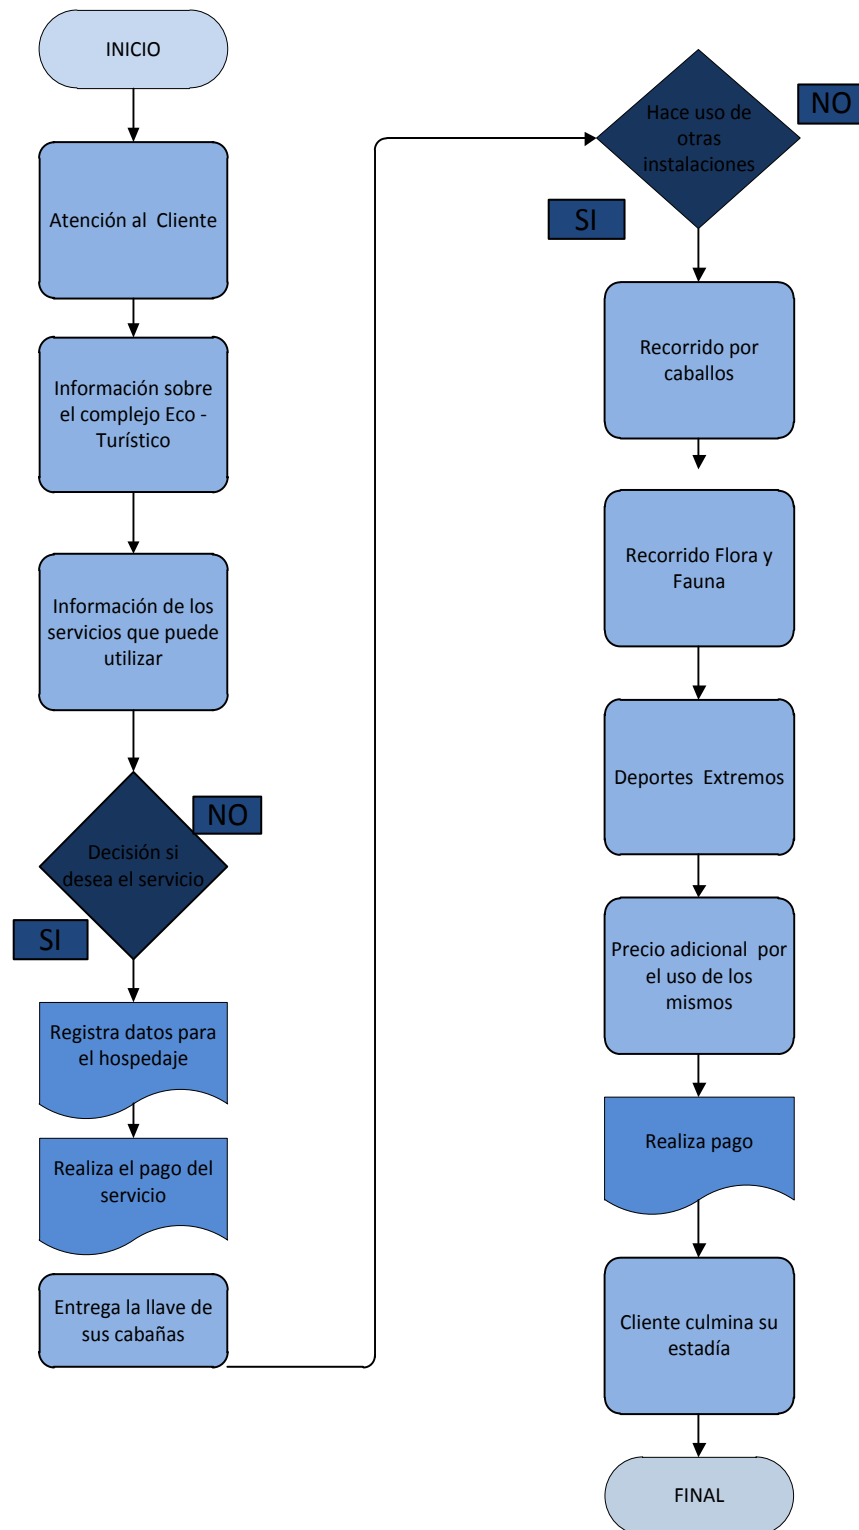 INICIO
Atención al Cliente
Información sobre
el complejo Eco -
Turístico
Información de los
servicios que puede
utilizar
NO
Decisión si
desea el servicio
SI
Registra datos para
el hospedaje
Realiza el pago del
servicio
Entrega la llave de
sus cabañas
NO
Hace uso de
otras
instalaciones
SI
Recorrido por
caballos
Recorrido Flora y
Fauna
Deportes Extremos
Precio adicional por
el uso de los
mismos
Realiza pago
Cliente culmina su
estadía
FINAL